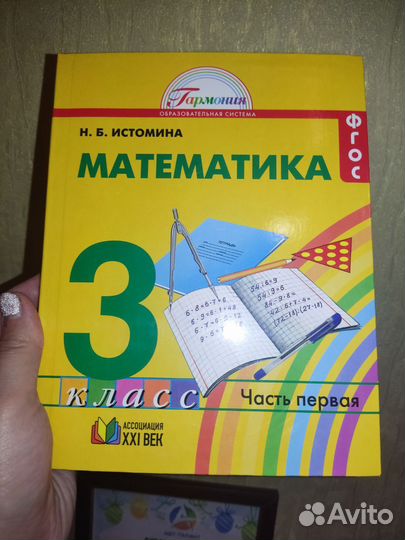 Гармония
ОБРАЗОВАТЕЛЬНАЯ СИСТЕМА
Н. Б. ИСТОМИНА
ФГОС
МАТЕМАТИКА
3
класс
Часть первая
АССОЦИАЦИЯ
XXI ВЕК
Avito